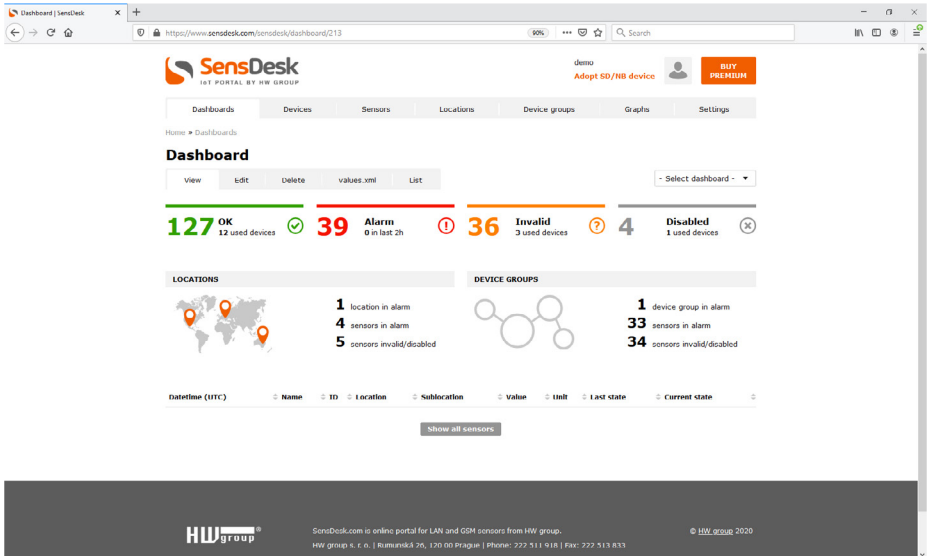 Dashboard | SensDesk
https://www.sensdesk.com/sensdesk/dashboard/213
90%
Search
SensDesk
IoT PORTAL BY HW GROUP
demo
Adopt SD/NB device
BUY
PREMIUM
Dashboards Devices Sensors Locations Device groups Graphs Settings
Home » Dashboards
Dashboard
View Edit Delete values.xml List
- Select dashboard -
127 OK
12 used devices
39 Alarm
0 in last 2h
36 Invalid
3 used devices
4 Disabled
1 used devices
LOCATIONS
1 location in alarm
4 sensors in alarm
5 sensors invalid/disabled
DEVICE GROUPS
1 device group in alarm
33 sensors in alarm
34 sensors invalid/disabled
Datetime (UTC) Name ID Location Sublocation Value Unit Last state Current state
Show all sensors
HW group®
SensDesk.com is online portal for LAN and GSM sensors from HW group.
HW group s. r. o. | Rumunská 26, 120 00 Prague | Phone: 222 511 918 | Fax: 222 513 833
© HW group 2020